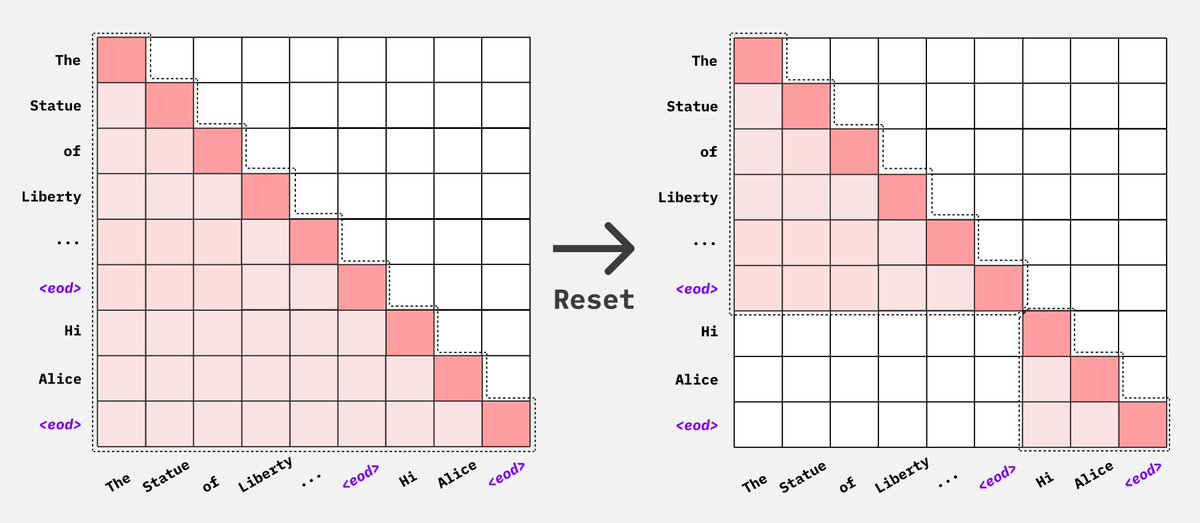 The
Statue
of
Liberty
...
<eod>
Hi
Alice
<eod>
The Statue of Liberty ... <eod> Hi Alice <eod>
Reset
The
Statue
of
Liberty
...
<eod>
Hi
Alice
<eod>
The Statue of Liberty ... <eod> Hi Alice <eod>